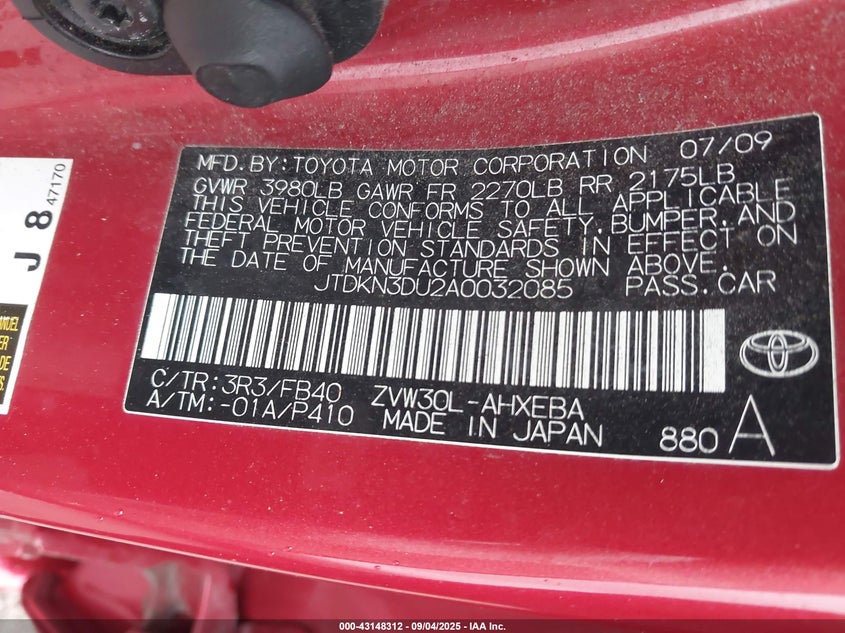 MFD.BY:TOYOTA MOTOR CORPORATION 07/09
GVWR 3980LB GAWR FR 2270LB RR 2175LB
THIS VEHICLE CONFORMS TO ALL APPLICABLE
FEDERAL MOTOR VEHICLE SAFETY,BUMPER,AND
THEFT PREVENTION STANDARDS IN EFFECT ON
THE DATE OF MANUFACTURE SHOWN ABOVE.
JTDKN3DU2A0032085 PASS.CAR
C/TR:3R3/FB40 ZVW30L-AHXEBA
A/TM:-01A/P410 MADE IN JAPAN 880 A
J 8 47170
DE
000-43148312 - 09/04/2025 - IAA Inc.